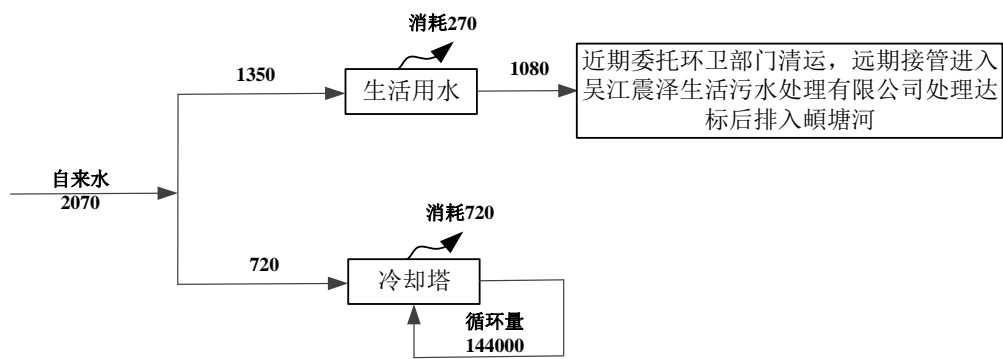 消耗270
1350
生活用水
1080
近期委托环卫部门清运，远期接管进入
吴江震泽生活污水处理有限公司处理达
标后排入頔塘河
自来水
2070
消耗720
720
冷却塔
循环量
144000